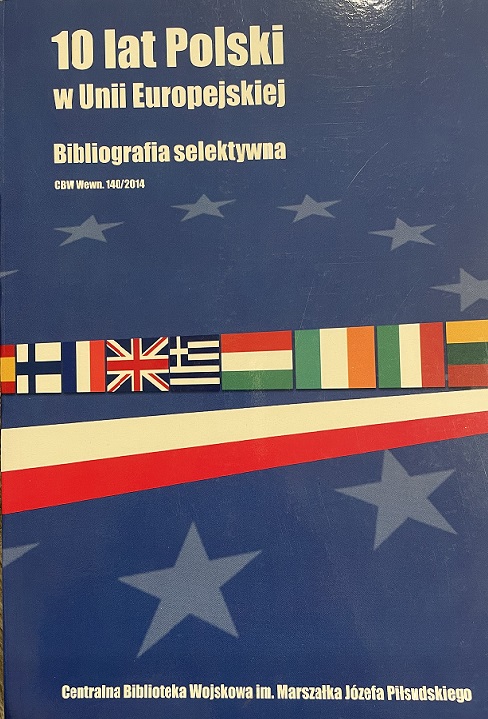 10 lat Polski
w Unii Europejskiej
Bibliografia selektywna
CBW Wewn. 140/2014
Centralna Biblioteka Wojskowa im. Marszałka Józefa Piłsudskiego